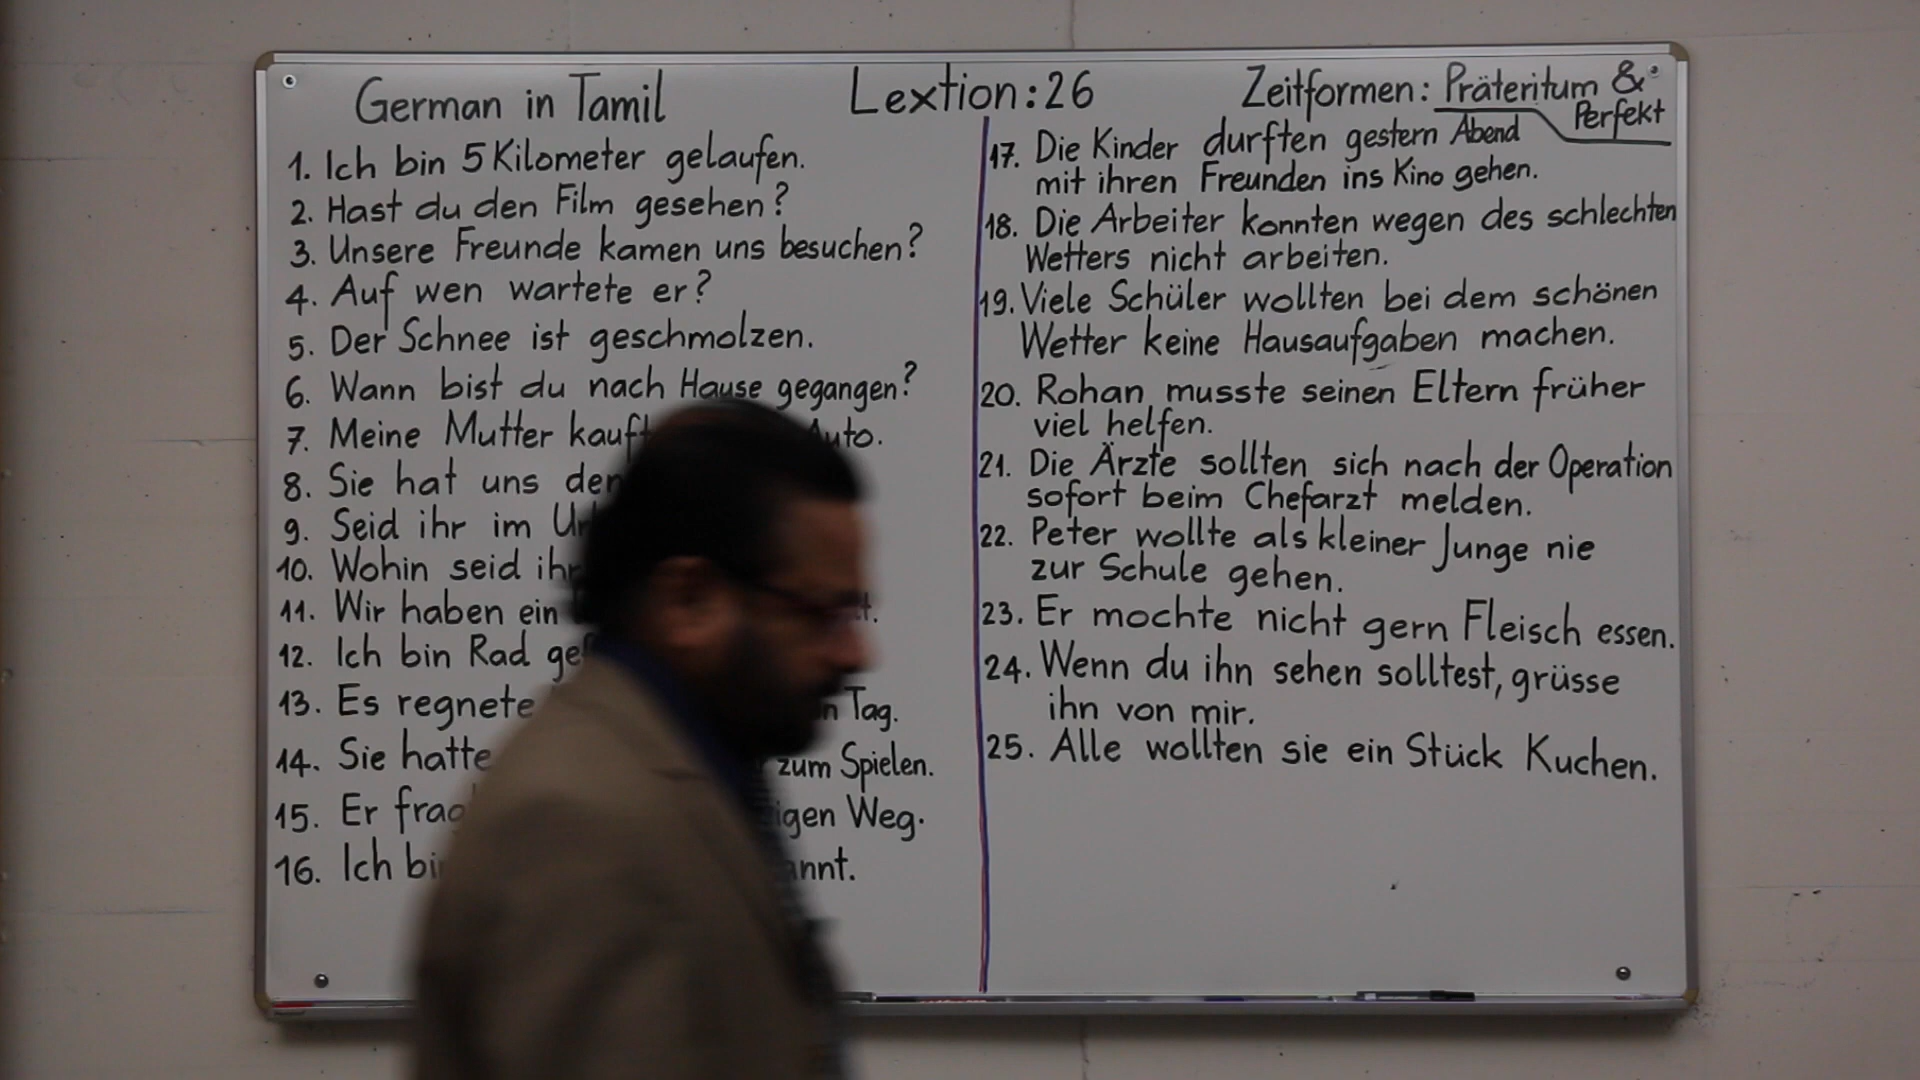 German in Tamil
Lextion:26
Zeitformen: Präteritum &
Perfekt
1. Ich bin 5 Kilometer gelaufen.
2. Hast du den Film gesehen?
3. Unsere Freunde kamen uns besuchen?
4. Auf wen wartete er?
5. Der Schnee ist geschmolzen.
6. Wann bist du nach Hause gegangen?
7. Meine Mutter Auto.
8. Sie hat uns
9. Seid ihr im
10. Wohin seid ihr
11. Wir haben ein
12. Ich bin Rad
13. Es regnete Tag.
14. Sie hatte zum Spielen.
15. Er Weg.
16. Ich
17. Die Kinder durften gestern Abend
mit ihren Freunden ins Kino gehen.
18. Die Arbeiter konnten wegen des schlechten
Wetters nicht arbeiten.
19. Viele Schüler wollten bei dem schönen
Wetter keine Hausaufgaben machen.
20. Rohan musste seinen Eltern früher
viel helfen.
21. Die Ärzte sollten sich nach der Operation
sofort beim Chefarzt melden.
22. Peter wollte als kleiner Junge nie
zur Schule gehen.
23. Er mochte nicht gern Fleisch essen.
24. Wenn du ihn sehen solltest, grüsse
ihn von mir.
25. Alle wollten sie ein Stück Kuchen.